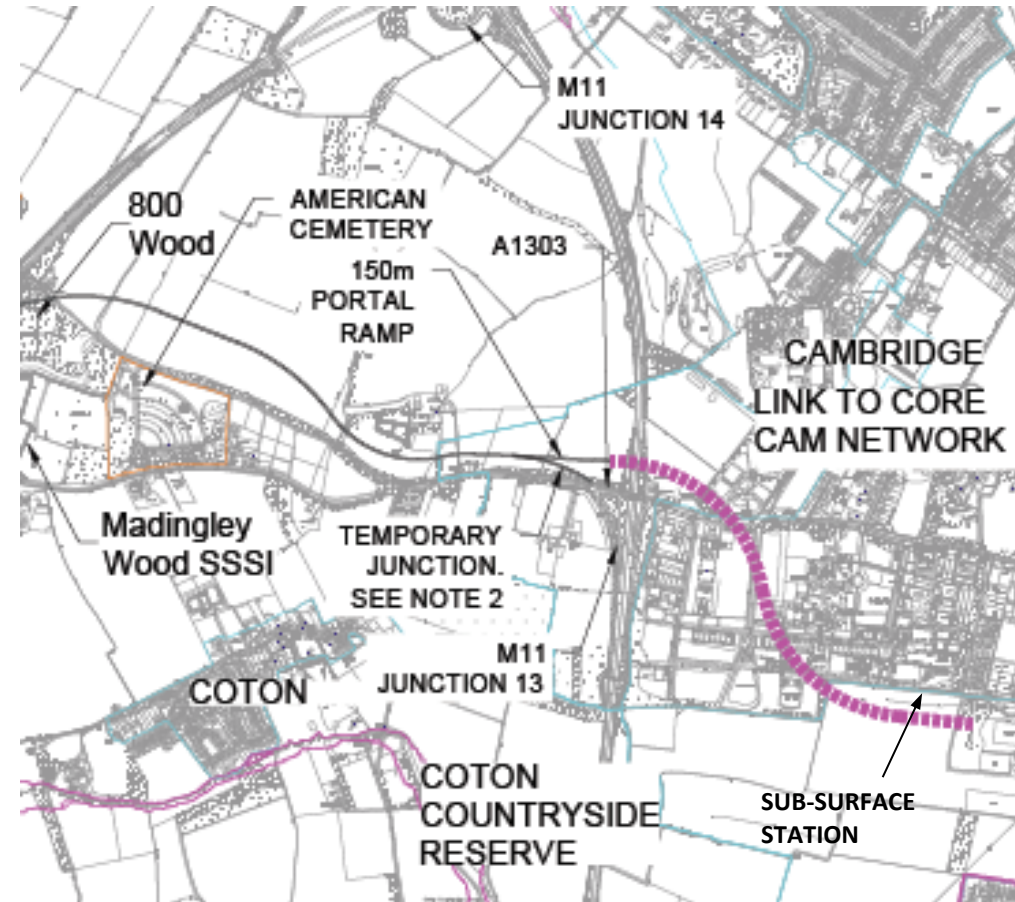 M11
JUNCTION 14
800
Wood
AMERICAN
CEMETERY
A1303
150m
PORTAL
RAMP
CAMBRIDGE
LINK TO CORE
CAM NETWORK
Madingley
Wood SSSI
TEMPORARY
JUNCTION.
SEE NOTE 2
M11
JUNCTION 13
COTON
COTON
COUNTRYSIDE
RESERVE
SUB-SURFACE
STATION